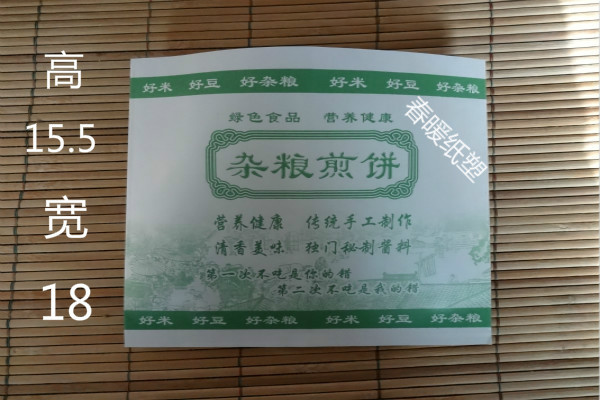 高
15.5
宽
18
好米 好豆 好杂粮 好米 好豆 好杂粮
绿色食品 营养健康
春暖纸塑
杂粮煎饼
营养健康 传统手工制作
清香美味 独门秘制酱料
第一次不吃是你的错
第二次不吃是我的错
好米 好豆 好杂粮 好米 好豆 好杂粮